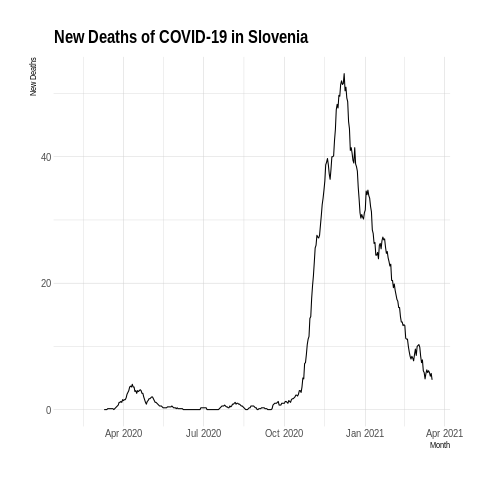 New Deaths of COVID-19 in Slovenia
New Deaths
40
20
0
Apr 2020 Jul 2020 Oct 2020 Jan 2021 Apr 2021
Month